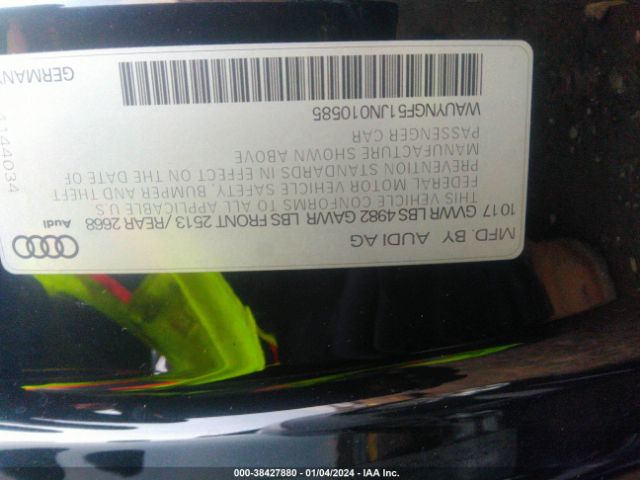 MFD. BY AUDI AG
Audi
10 17 GVWR LBS 4982 GAWR LBS FRONT 2513 / REAR 2668
THIS VEHICLE CONFORMS TO ALL APPLICABLE U.S.
FEDERAL MOTOR VEHICLE SAFETY, BUMPER AND THEFT
PREVENTION STANDARDS IN EFFECT ON THE DATE OF
MANUFACTURE SHOWN ABOVE
PASSENGER CAR
WAUYNGF51JN010585
4144034
GERMANY
000-38427880 - 01/04/2024 - IAA Inc.